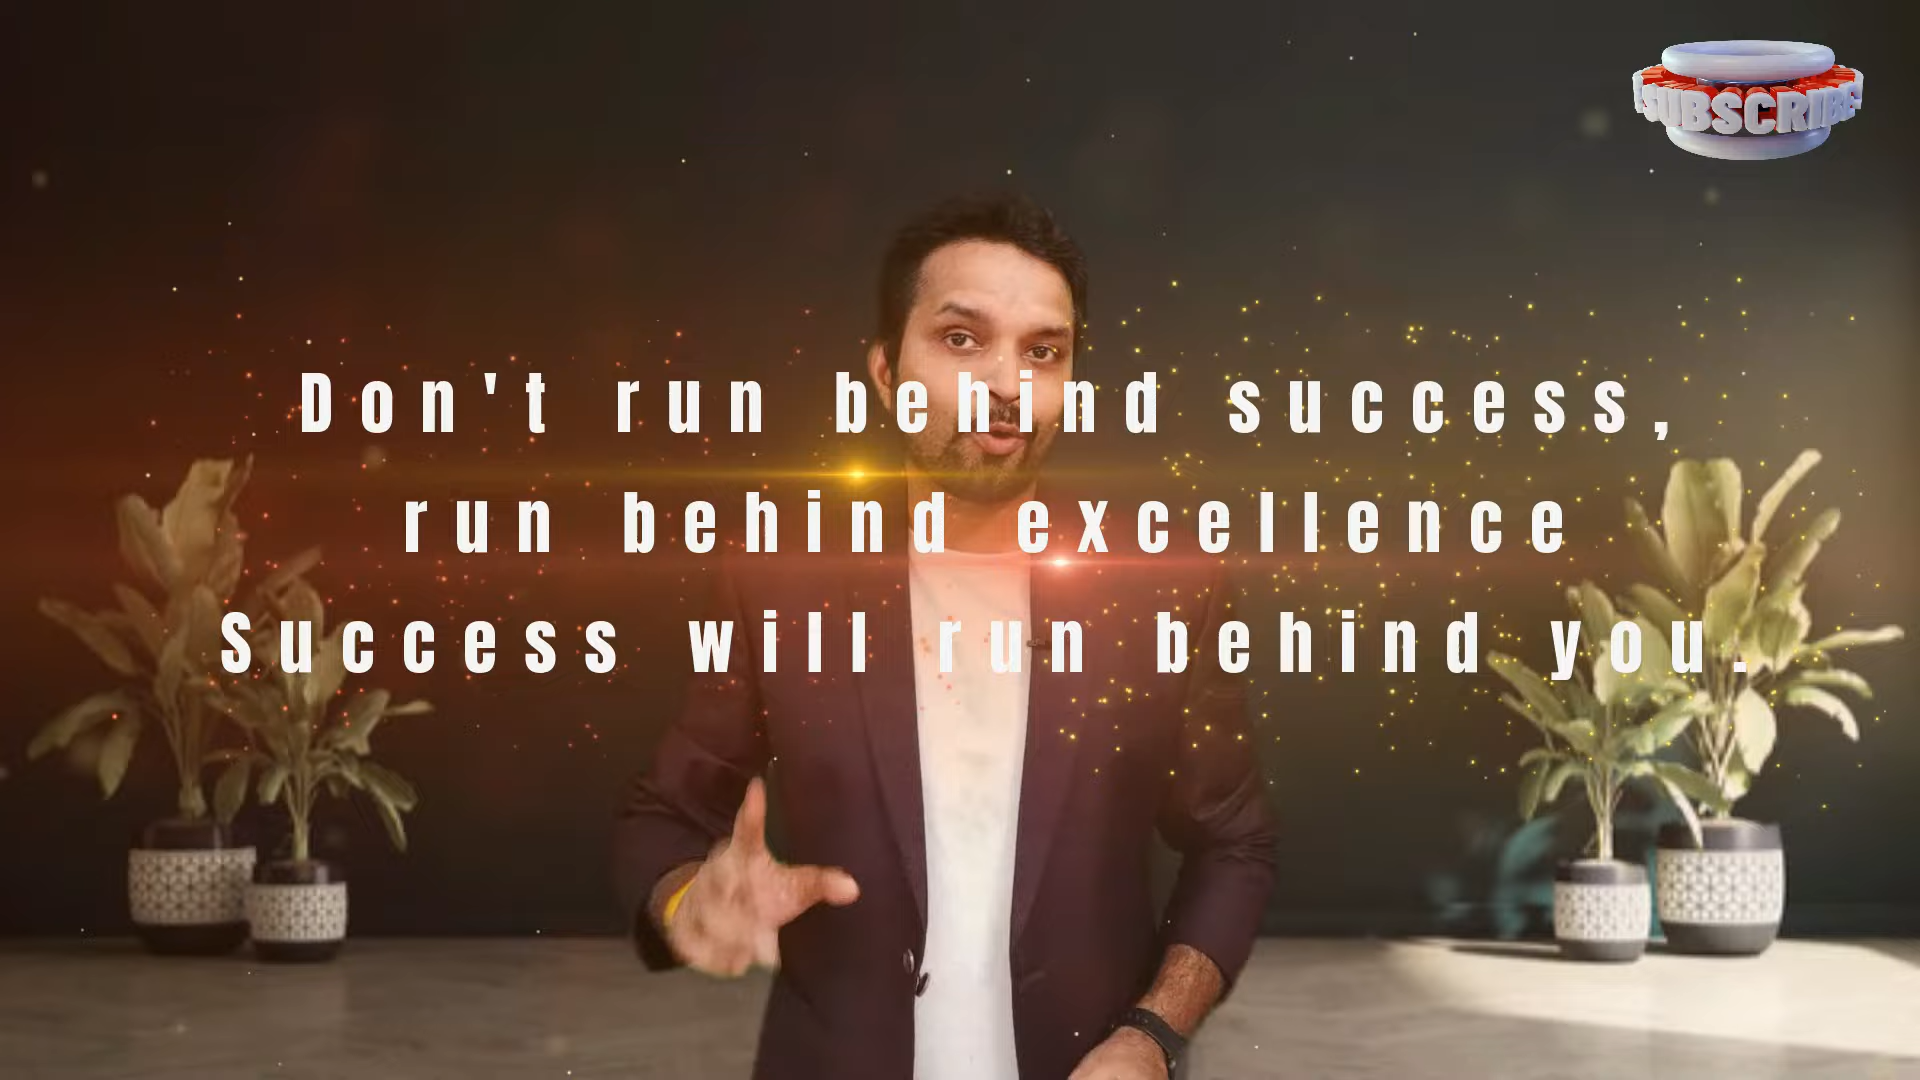 SUBSCRIBE
Don't run behind success,
run behind excellence
Success will run behind you.